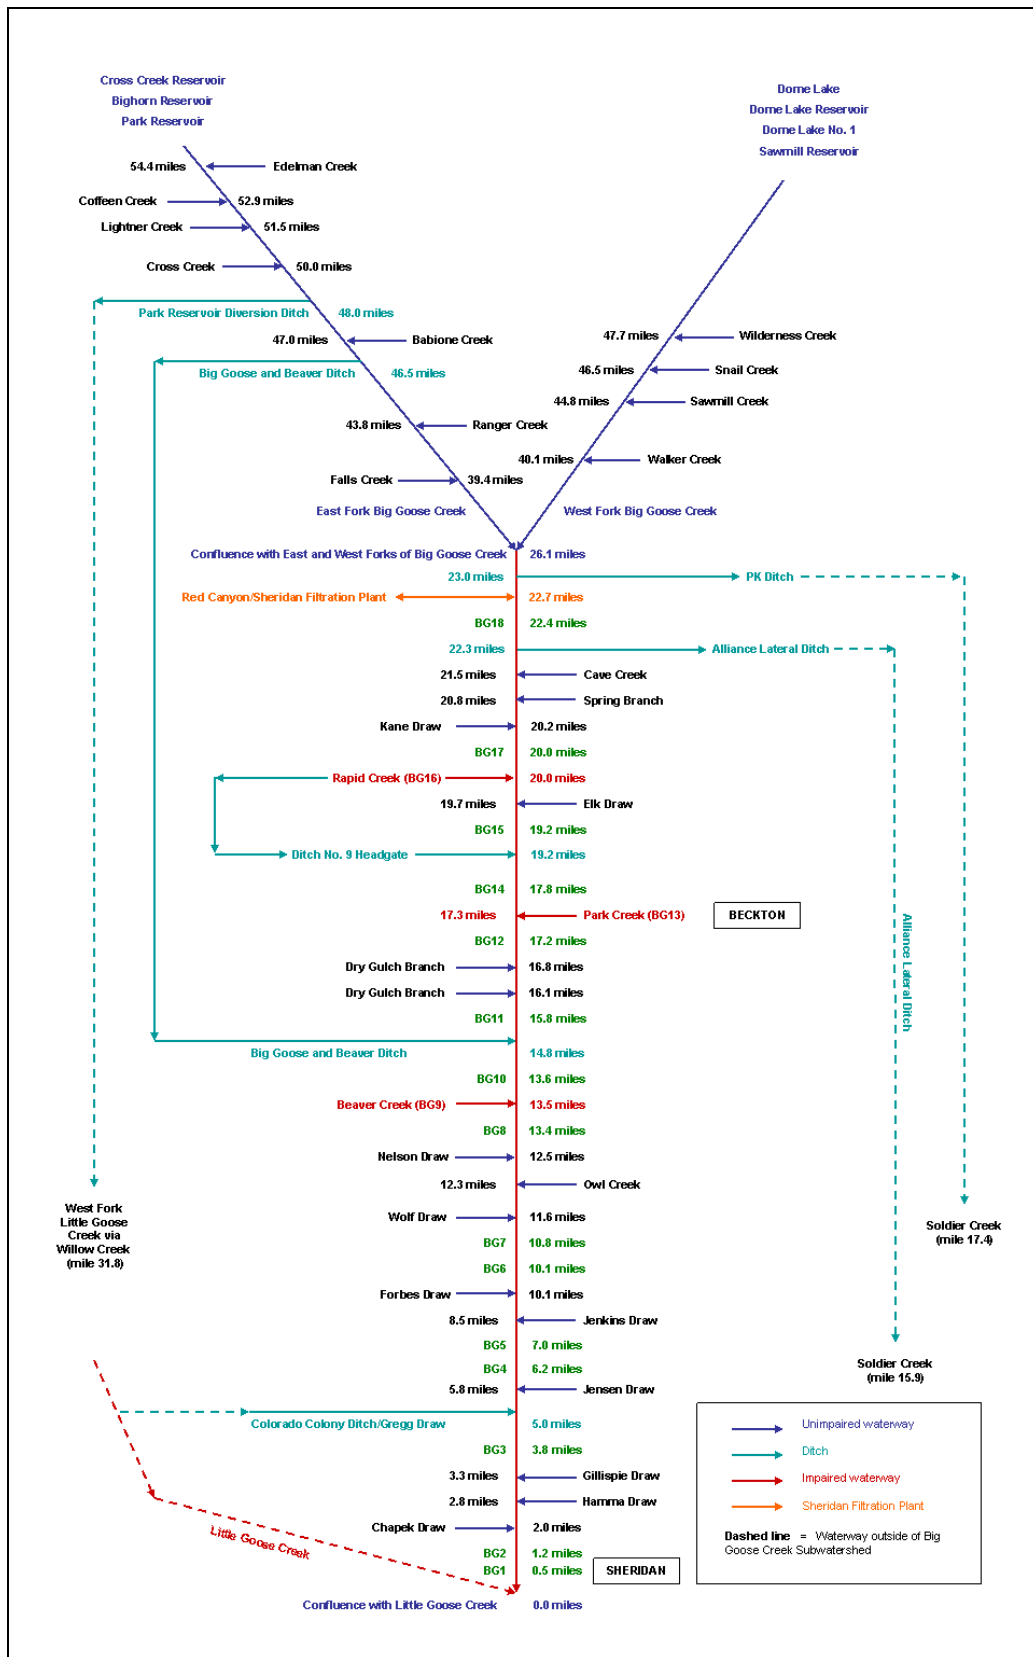 Cross Creek Reservoir
Bighorn Reservoir
Park Reservoir
Dome Lake
Dome Lake Reservoir
Dome Lake No. 1
Sawmill Reservoir
54.4 miles
Edelman Creek
Coffeen Creek
52.9 miles
Lightner Creek
51.5 miles
Cross Creek
50.0 miles
Park Reservoir Diversion Ditch
48.0 miles
47.0 miles
Babione Creek
47.7 miles
Wilderness Creek
Big Goose and Beaver Ditch
46.5 miles
46.5 miles
Snail Creek
44.8 miles
Sawmill Creek
43.8 miles
Ranger Creek
40.1 miles
Walker Creek
Falls Creek
39.4 miles
East Fork Big Goose Creek
West Fork Big Goose Creek
Confluence with East and West Forks of Big Goose Creek
26.1 miles
23.0 miles
PK Ditch
Red Canyon/Sheridan Filtration Plant
22.7 miles
BG18
22.4 miles
22.3 miles
Alliance Lateral Ditch
21.5 miles
Cave Creek
20.8 miles
Spring Branch
Kane Draw
20.2 miles
BG17
20.0 miles
Rapid Creek (BG16)
20.0 miles
19.7 miles
Elk Draw
BG15
19.2 miles
Ditch No. 9 Headgate
19.2 miles
BG14
17.8 miles
17.3 miles
Park Creek (BG13)
BECKTON
BG12
17.2 miles
Dry Gulch Branch
16.8 miles
Dry Gulch Branch
16.1 miles
Alliance Lateral Ditch
BG11
15.8 miles
Big Goose and Beaver Ditch
14.8 miles
BG10
13.6 miles
Beaver Creek (BG9)
13.5 miles
BG8
13.4 miles
Nelson Draw
12.5 miles
12.3 miles
Owl Creek
West Fork
Little Goose
Creek via
Willow Creek
(mile 31.8)
Wolf Draw
11.6 miles
Soldier Creek
(mile 17.4)
BG7
10.8 miles
BG6
10.1 miles
Forbes Draw
10.1 miles
8.5 miles
Jenkins Draw
BG5
7.0 miles
BG4
6.2 miles
Soldier Creek
(mile 15.9)
5.8 miles
Jensen Draw
Colorado Colony Ditch/Gregg Draw
5.0 miles
BG3
3.8 miles
3.3 miles
Gillispie Draw
2.8 miles
Hamma Draw
Chapek Draw
2.0 miles
Little Goose Creek
BG2
1.2 miles
BG1
0.5 miles
SHERIDAN
Confluence with Little Goose Creek
0.0 miles
Unimpaired waterway
Ditch
Impaired waterway
Sheridan Filtration Plant
Dashed line = Waterway outside of Big
Goose Creek Subwatershed